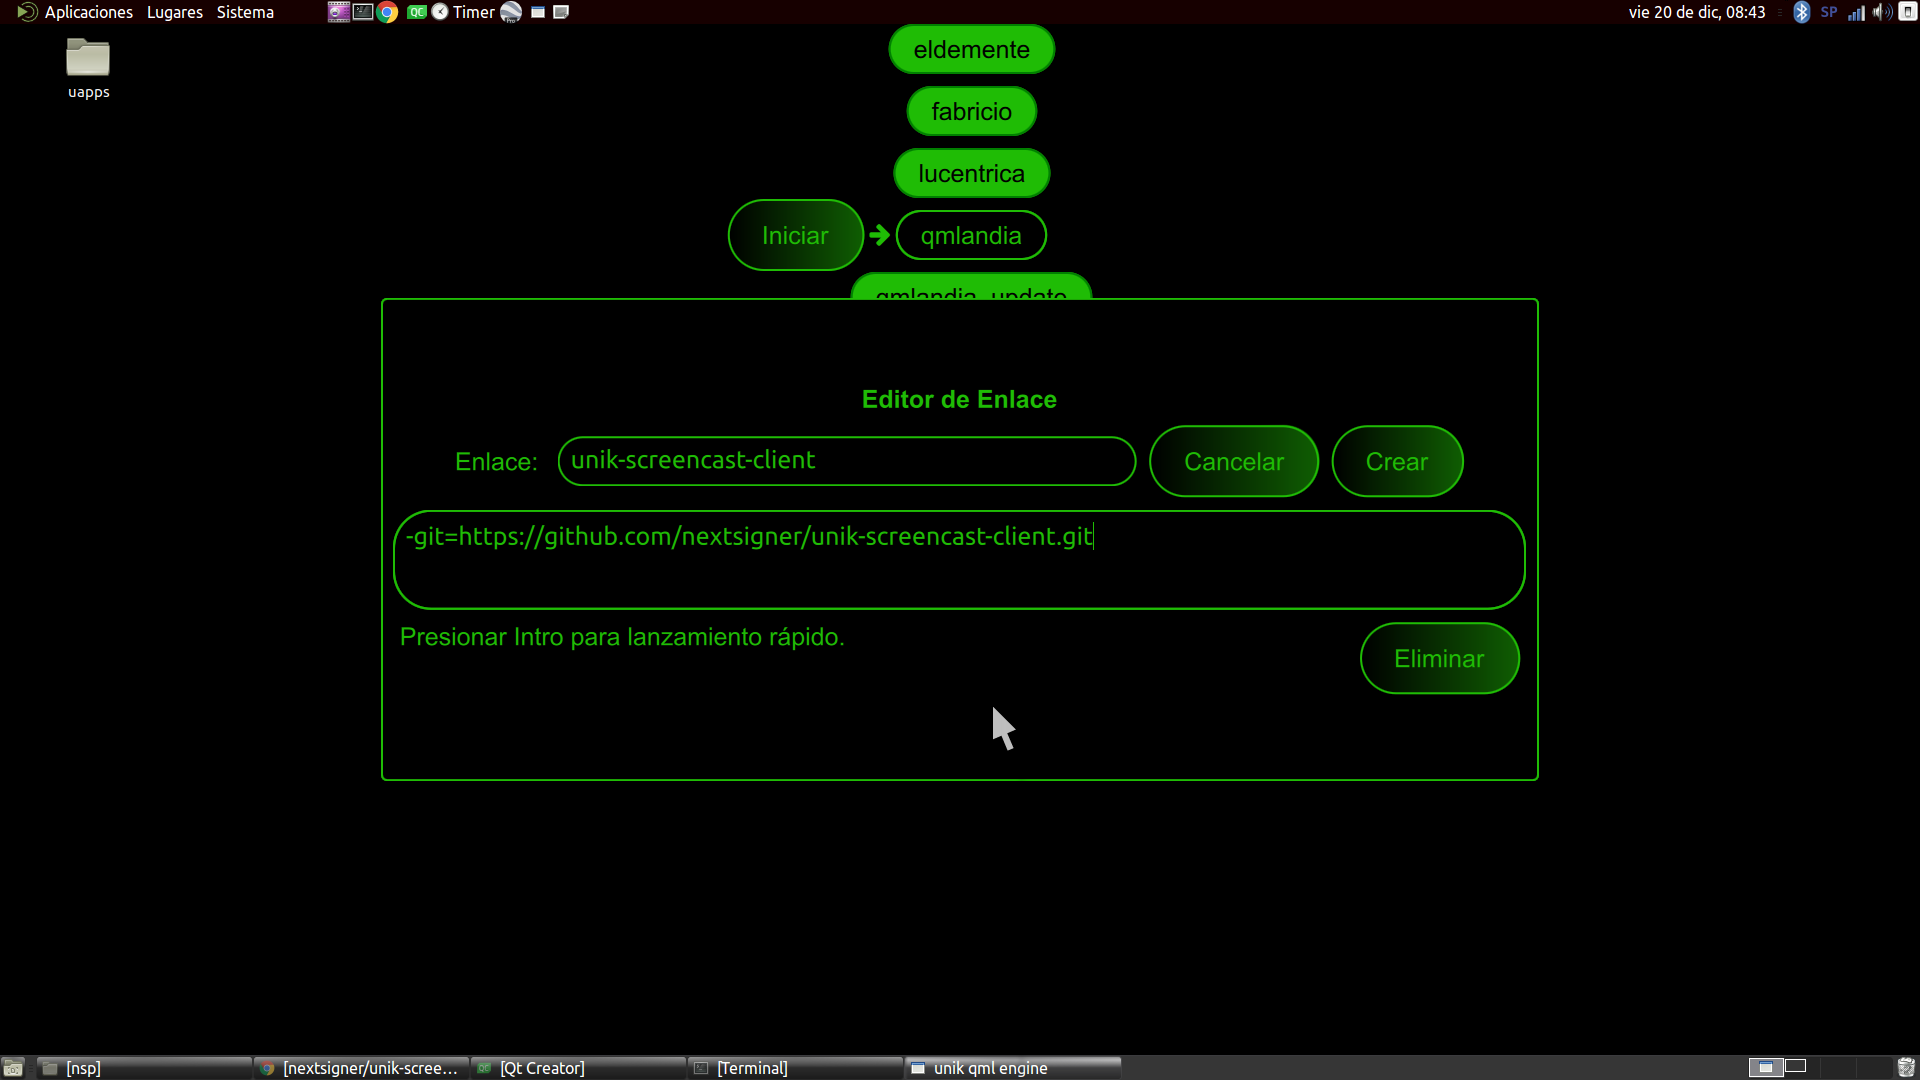 Aplicaciones Lugares Sistema QC Timer vie 20 de dic, 08:43 SP
uapps
eldemente
fabricio
lucentrica
Iniciar qmlandia
qmlandia_update
Editor de Enlace
Enlace: unik-screencast-client Cancelar Crear
-git=https://github.com/nextsigner/unik-screencast-client.git
Presionar Intro para lanzamiento rápido.
Eliminar
[nsp] [nextsigner/unik-scree... [Qt Creator] [Terminal] unik qml engine